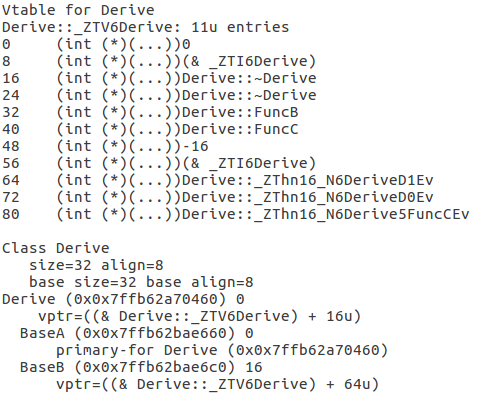 Vtable for Derive
Derive::_ZTV6Derive: 11u entries
0     (int (*)(...))0
8     (int (*)(...))(& _ZTI6Derive)
16    (int (*)(...))Derive::~Derive
24    (int (*)(...))Derive::~Derive
32    (int (*)(...))Derive::FuncB
40    (int (*)(...))Derive::FuncC
48    (int (*)(...))-16
56    (int (*)(...))(& _ZTI6Derive)
64    (int (*)(...))Derive::_ZThn16_N6DeriveD1Ev
72    (int (*)(...))Derive::_ZThn16_N6DeriveD0Ev
80    (int (*)(...))Derive::_ZThn16_N6Derive5FuncCEv

Class Derive
   size=32 align=8
   base size=32 base align=8
Derive (0x0x7ffb62a70460) 0
    vptr=((& Derive::_ZTV6Derive) + 16u)
  BaseA (0x0x7ffb62bae660) 0
      primary-for Derive (0x0x7ffb62a70460)
  BaseB (0x0x7ffb62bae6c0) 16
      vptr=((& Derive::_ZTV6Derive) + 64u)